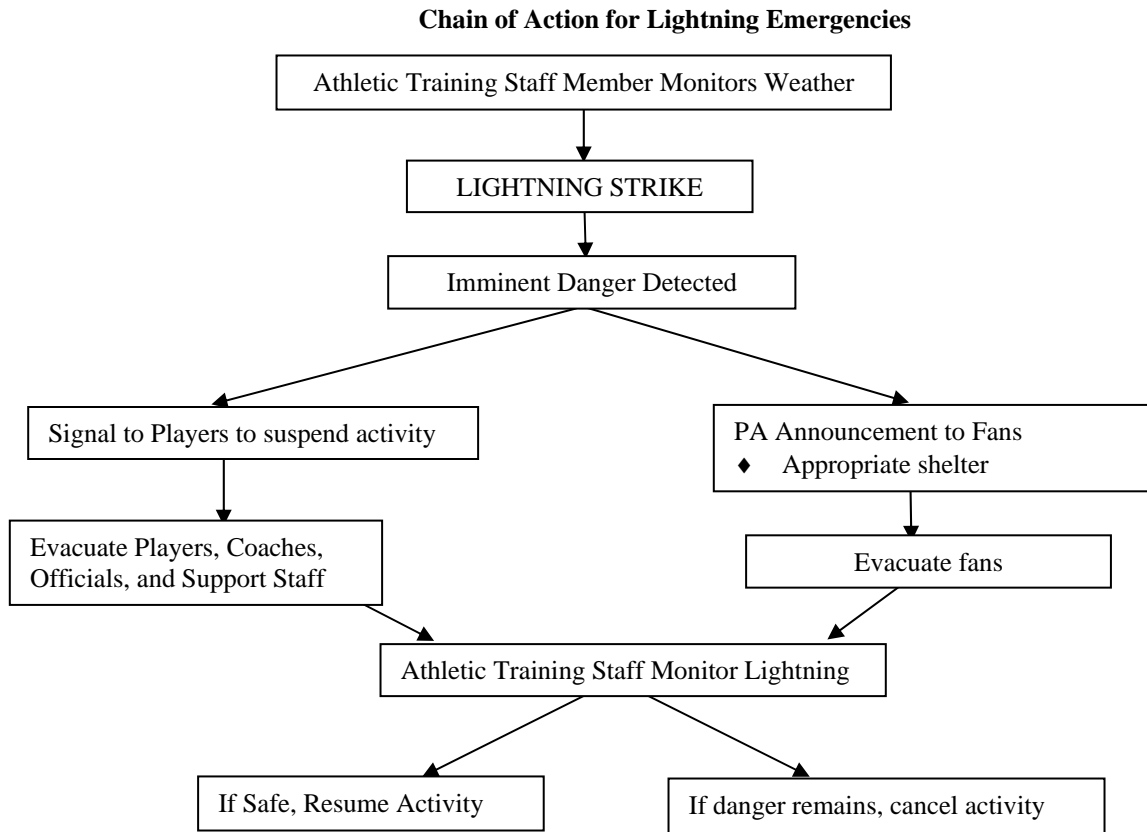 Chain of Action for Lightning Emergencies
Athletic Training Staff Member Monitors Weather
LIGHTNING STRIKE
Imminent Danger Detected
Signal to Players to suspend activity
PA Announcement to Fans
♦ Appropriate shelter
Evacuate Players, Coaches,
Officials, and Support Staff
Evacuate fans
Athletic Training Staff Monitor Lightning
If Safe, Resume Activity
If danger remains, cancel activity